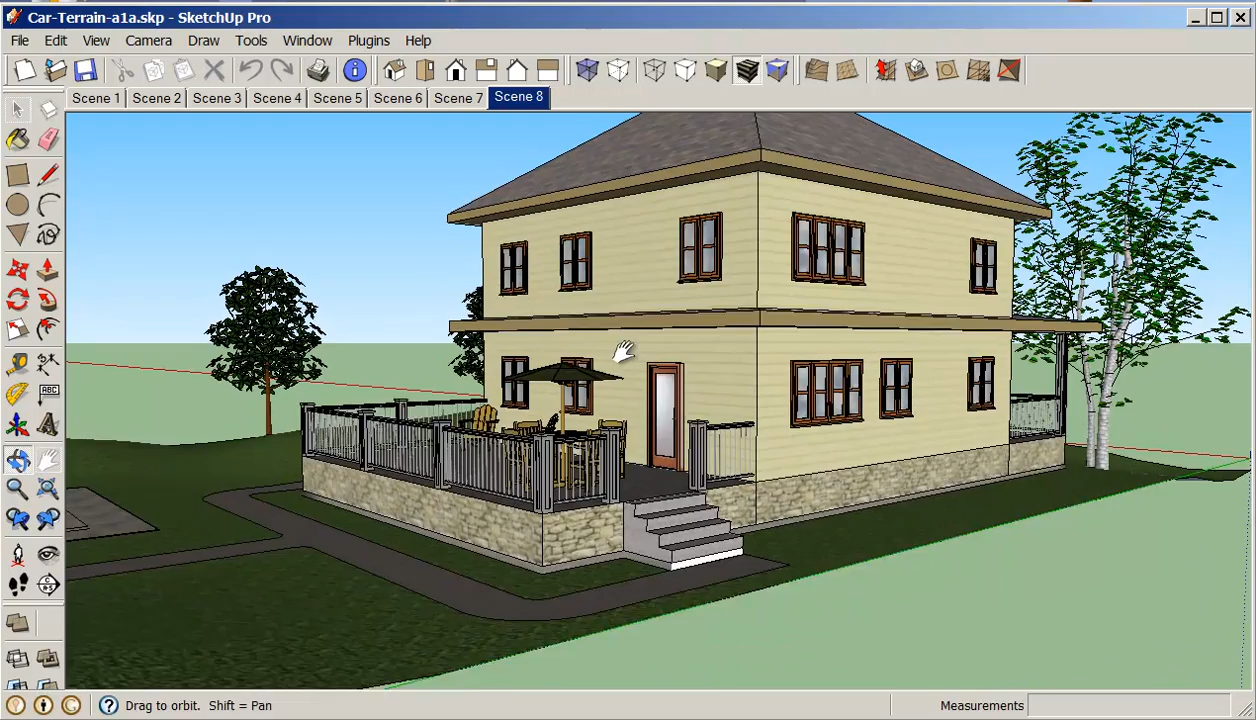 Car-Terrain-a1a.skp - SketchUp Pro
File Edit View Camera Draw Tools Window Plugins Help
Scene 1 Scene 2 Scene 3 Scene 4 Scene 5 Scene 6 Scene 7 Scene 8
ABC
Drag to orbit. Shift = Pan Measurements